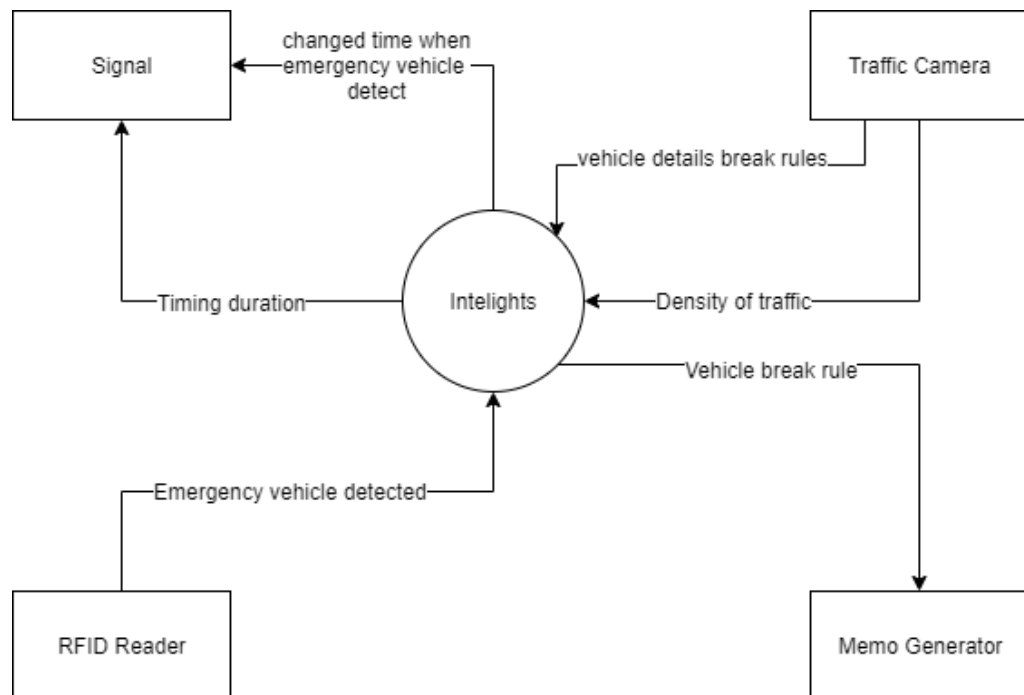 Signal
changed time when
emergency vehicle
detect
Traffic Camera
vehicle details break rules
Intelights
Timing duration
Density of traffic
Vehicle break rule
Emergency vehicle detected
RFID Reader
Memo Generator